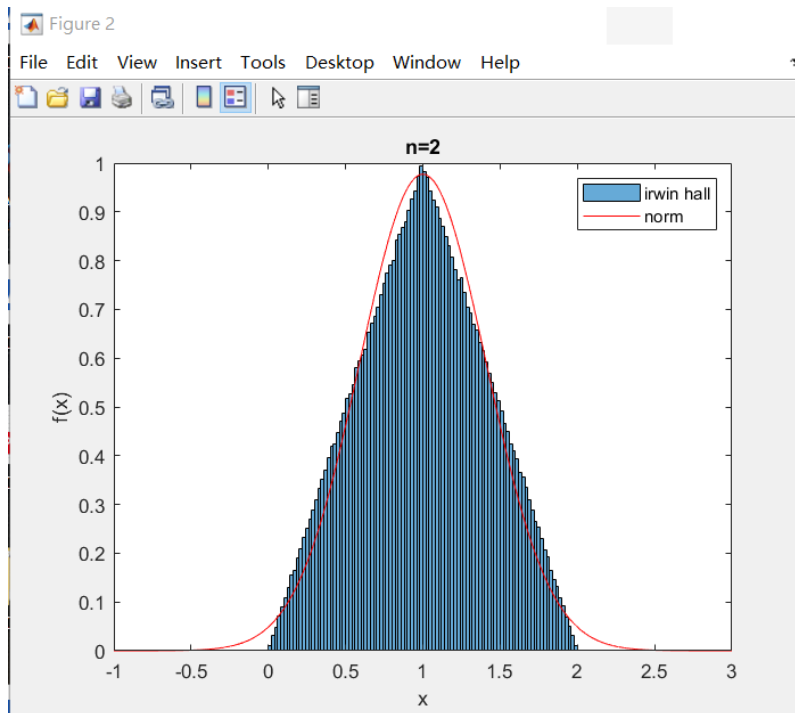 Figure 2
File Edit View Insert Tools Desktop Window Help
n=2
1
0.9
0.8
0.7
0.6
0.5
0.4
0.3
0.2
0.1
0
f(x)
irwin hall
norm
-1 -0.5 0 0.5 1 1.5 2 2.5 3
x